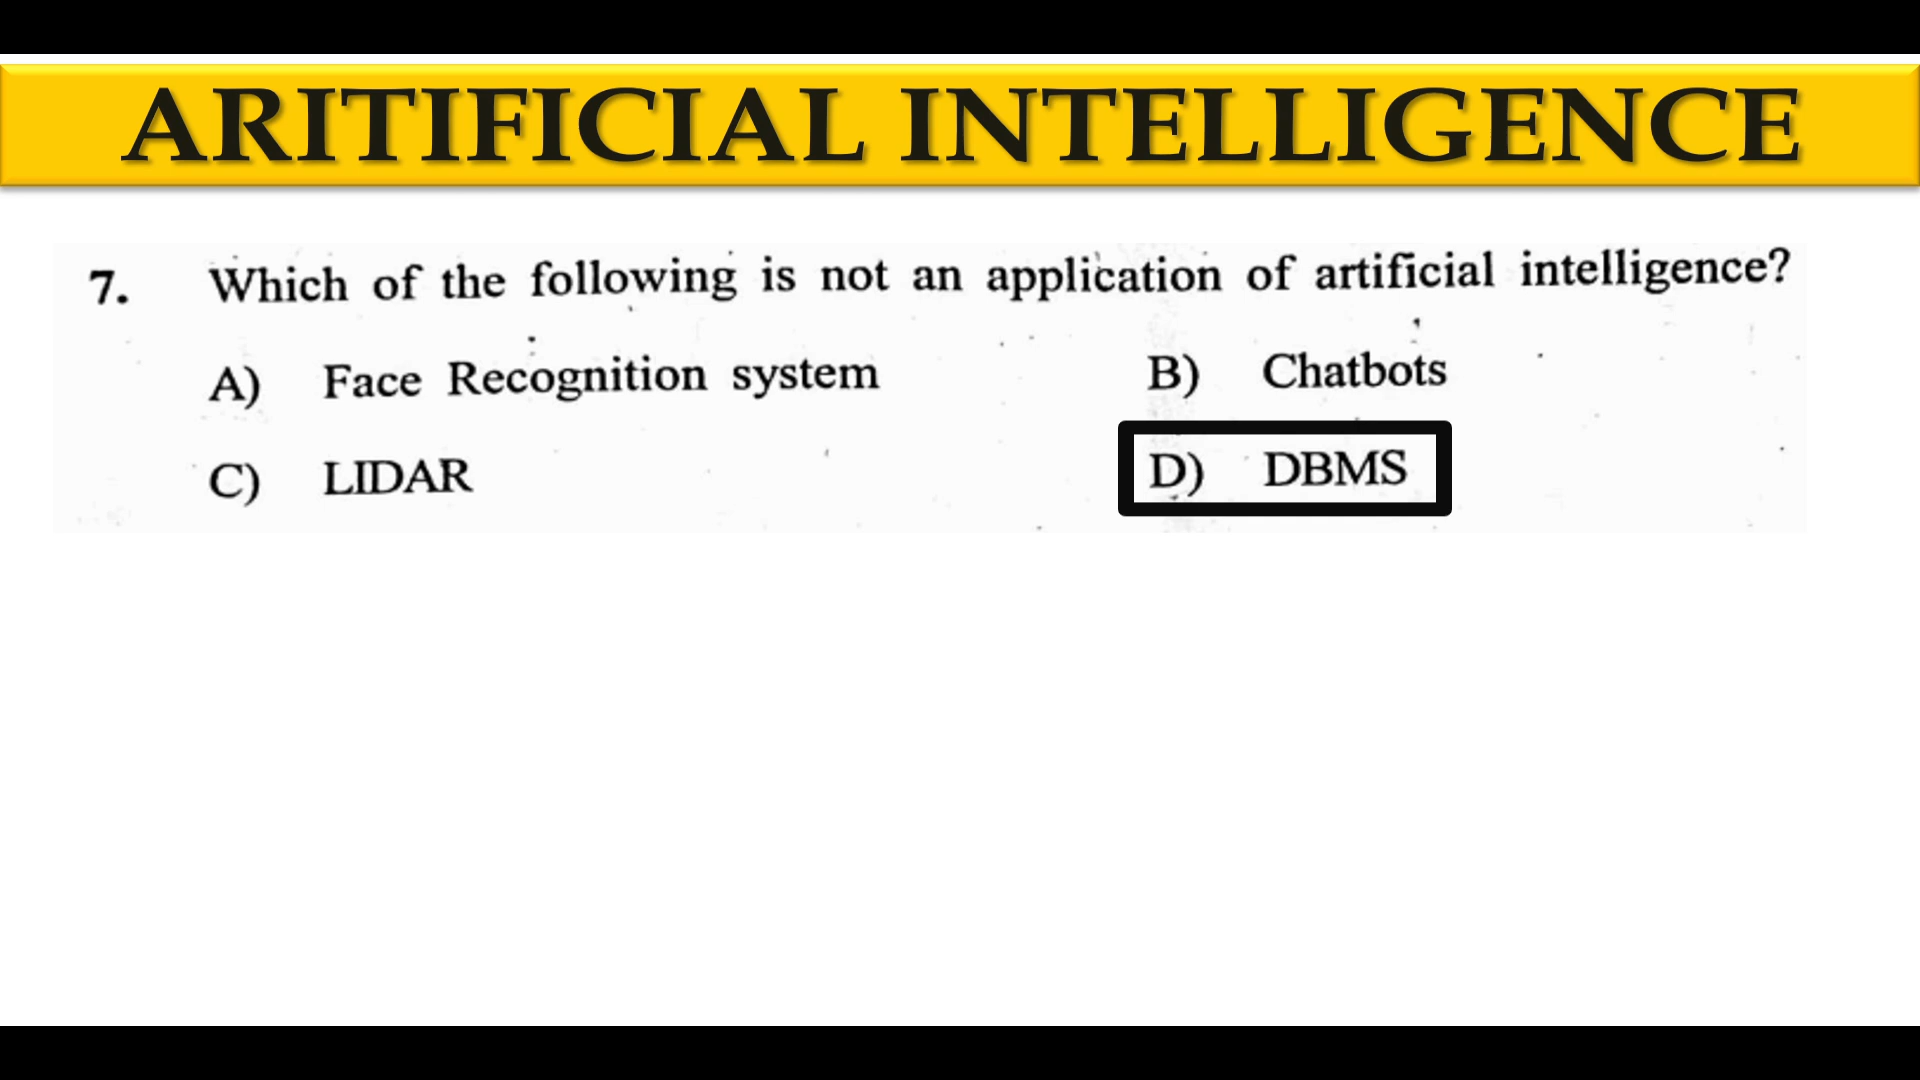 ARITIFICIAL INTELLIGENCE
7. Which of the following is not an application of artificial intelligence?
A) Face Recognition system B) Chatbots
C) LIDAR D) DBMS